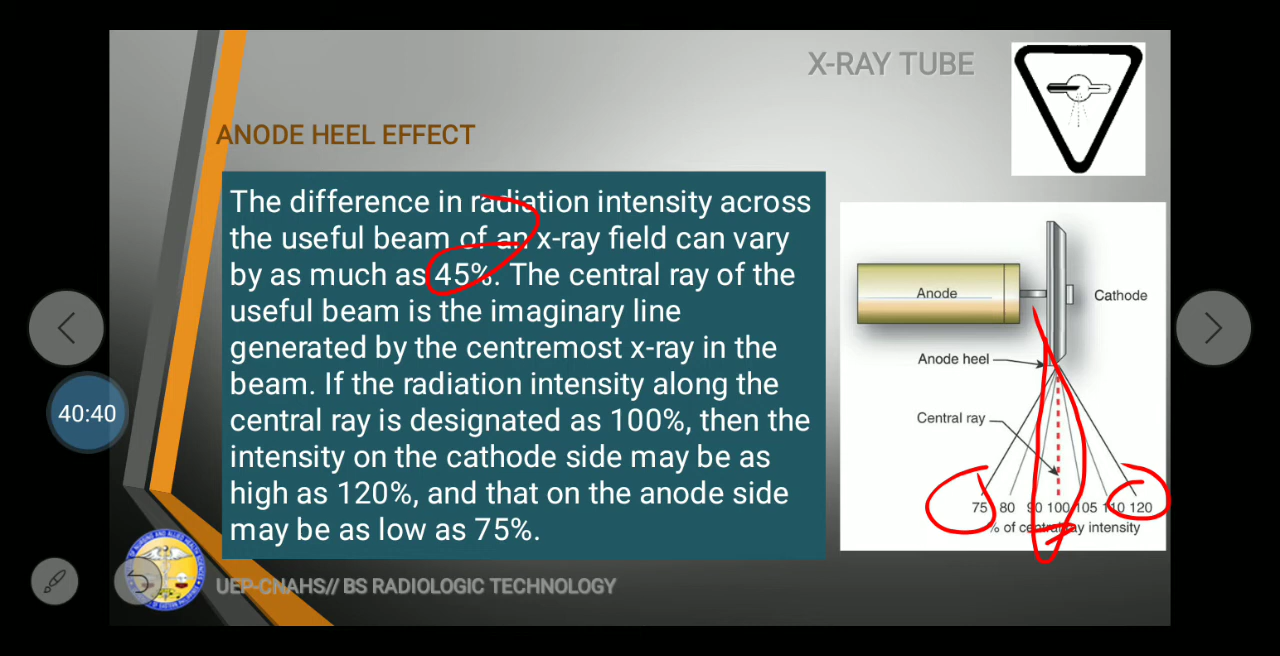 X-RAY TUBE
ANODE HEEL EFFECT
The difference in radiation intensity across
the useful beam of an x-ray field can vary
by as much as 45%. The central ray of the
useful beam is the imaginary line
generated by the centremost x-ray in the
beam. If the radiation intensity along the
central ray is designated as 100%, then the
intensity on the cathode side may be as
high as 120%, and that on the anode side
may be as low as 75%.
Anode
Cathode
Anode heel
Central ray
75 80 90 100 105 110 120
% of central ray intensity
40:40
UEP-CNAHS// BS RADIOLOGIC TECHNOLOGY